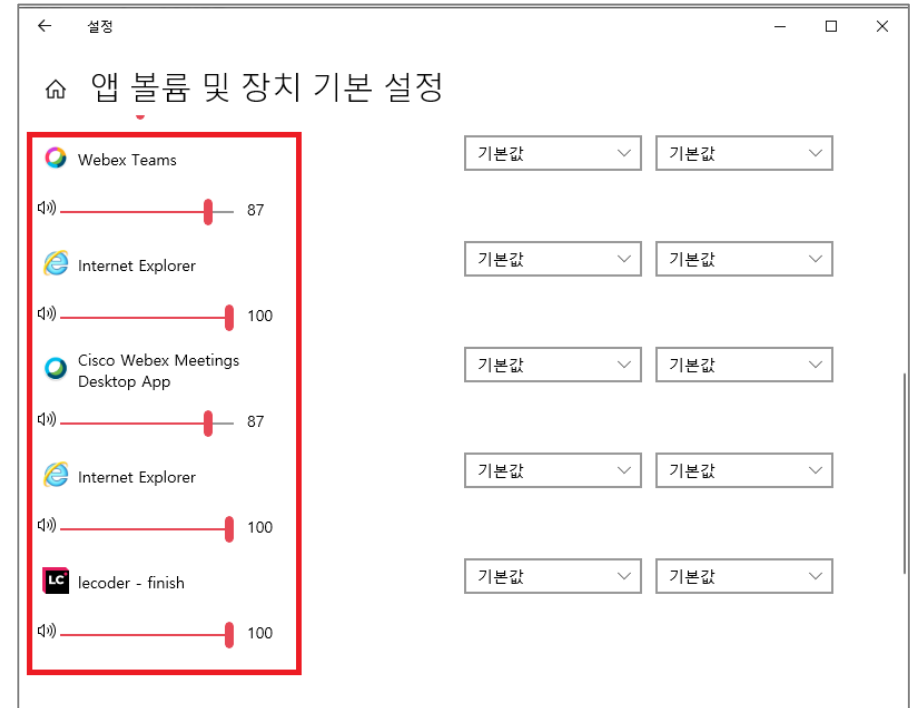 설정
앱 볼륨 및 장치 기본 설정
Webex Teams
기본값
기본값
87
Internet Explorer
기본값
기본값
100
Cisco Webex Meetings
Desktop App
기본값
기본값
87
Internet Explorer
기본값
기본값
100
LC
lecoder - finish
기본값
기본값
100